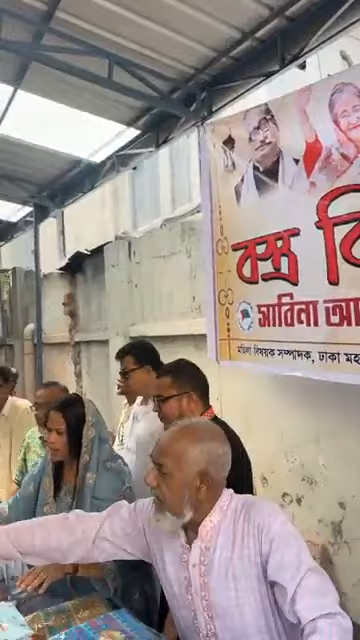 বস্ত্র বি
সাবিনা আ
মহিলা বিষয়ক সম্পাদক, ঢাকা মহ